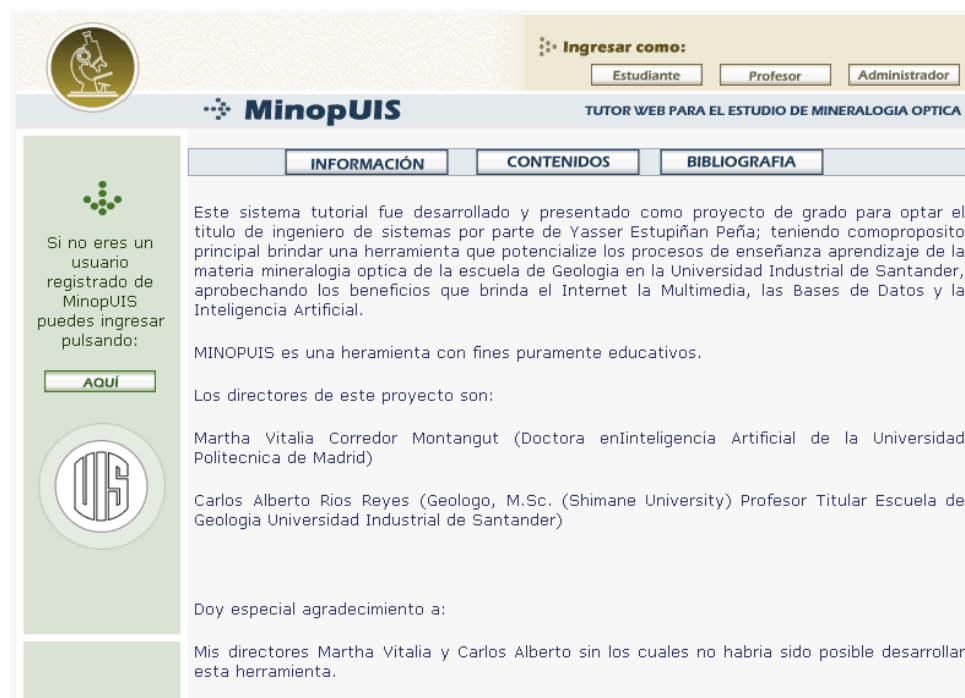 Ingresar como:
Estudiante
Profesor
Administrador
MinopUIS
TUTOR WEB PARA EL ESTUDIO DE MINERALOGIA OPTICA
INFORMACIÓN
CONTENIDOS
BIBLIOGRAFIA
Si no eres un
usuario
registrado de
MinopUIS
puedes ingresar
pulsando:
AQUÍ
UIS
Este sistema tutorial fue desarrollado y presentado como proyecto de grado para optar el
titulo de ingeniero de sistemas por parte de Yasser Estupiñan Peña; teniendo comoproposito
principal brindar una herramienta que potencialize los procesos de enseñanza aprendizaje de la
materia mineralogia optica de la escuela de Geologia en la Universidad Industrial de Santander,
aprobechando los beneficios que brinda el Internet la Multimedia, las Bases de Datos y la
Inteligencia Artificial.
MINOPUIS es una heramienta con fines puramente educativos.
Los directores de este proyecto son:
Martha Vitalia Corredor Montangut (Doctora enIinteligencia Artificial de la Universidad
Politecnica de Madrid)
Carlos Alberto Rios Reyes (Geologo, M.Sc. (Shimane University) Profesor Titular Escuela de
Geologia Universidad Industrial de Santander)
Doy especial agradecimiento a:
Mis directores Martha Vitalia y Carlos Alberto sin los cuales no habria sido posible desarrollar
esta herramienta.